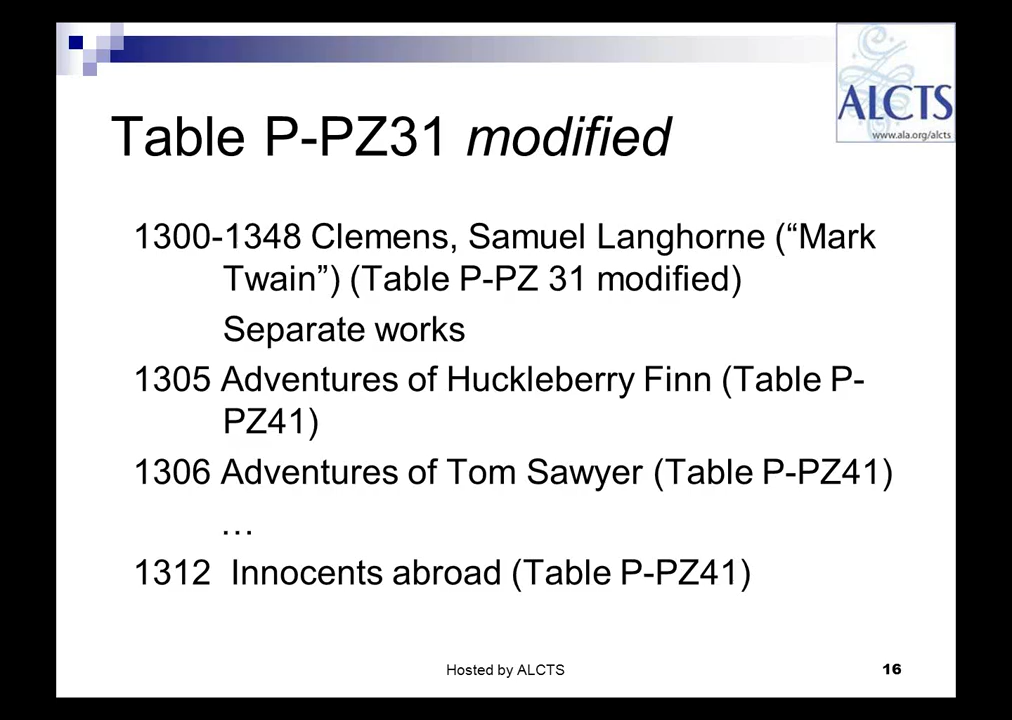 ALCTS
www.ala.org/alcts
Table P-PZ31 modified
1300-1348 Clemens, Samuel Langhorne (“Mark
Twain”) (Table P-PZ 31 modified)
Separate works
1305 Adventures of Huckleberry Finn (Table P-
PZ41)
1306 Adventures of Tom Sawyer (Table P-PZ41)
…
1312 Innocents abroad (Table P-PZ41)
Hosted by ALCTS
16